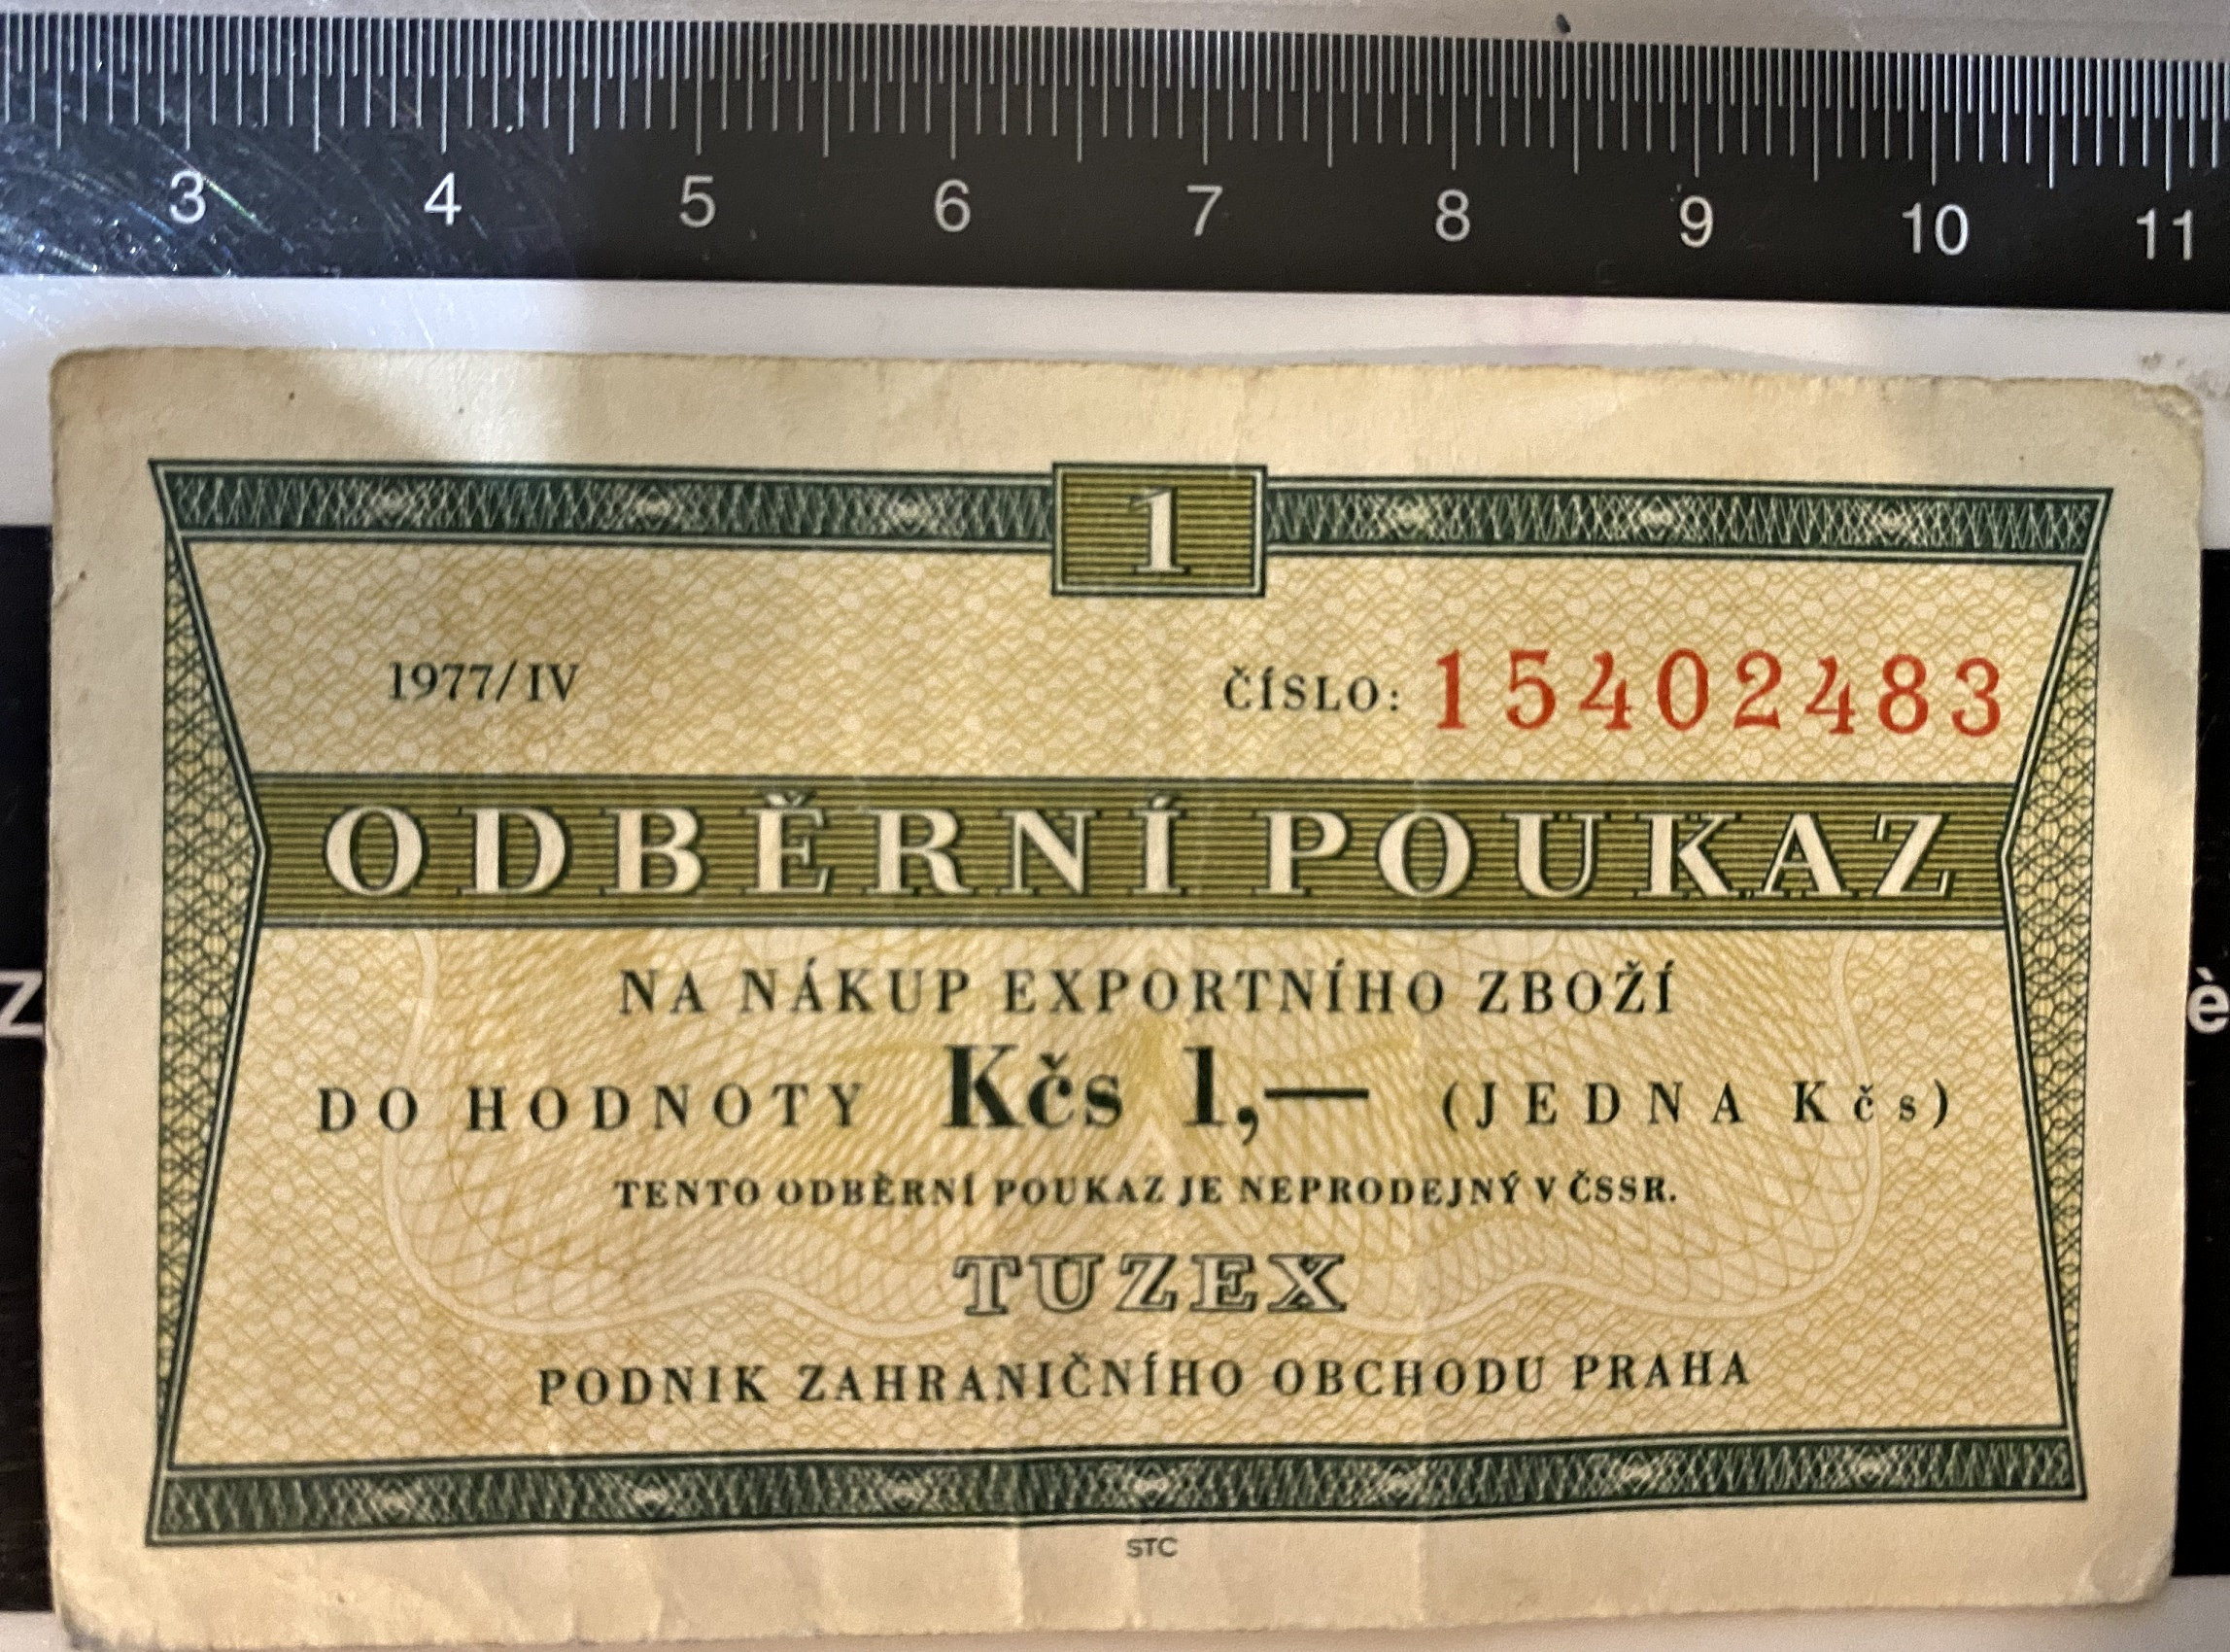 3 4 5 6 7 8 9 10 11
1
1977/IV ČÍSLO: 15402483
ODBĚRNÍ POUKAZ
NA NÁKUP EXPORTNÍHO ZBOŽÍ
Z è
DO HODNOTY Kčs 1,— (JEDNA Kčs)
TENTO ODBĚRNÍ POUKAZ JE NEPRODEJNÝ V ČSSR.
TUZEX
PODNIK ZAHRANIČNÍHO OBCHODU PRAHA
STC